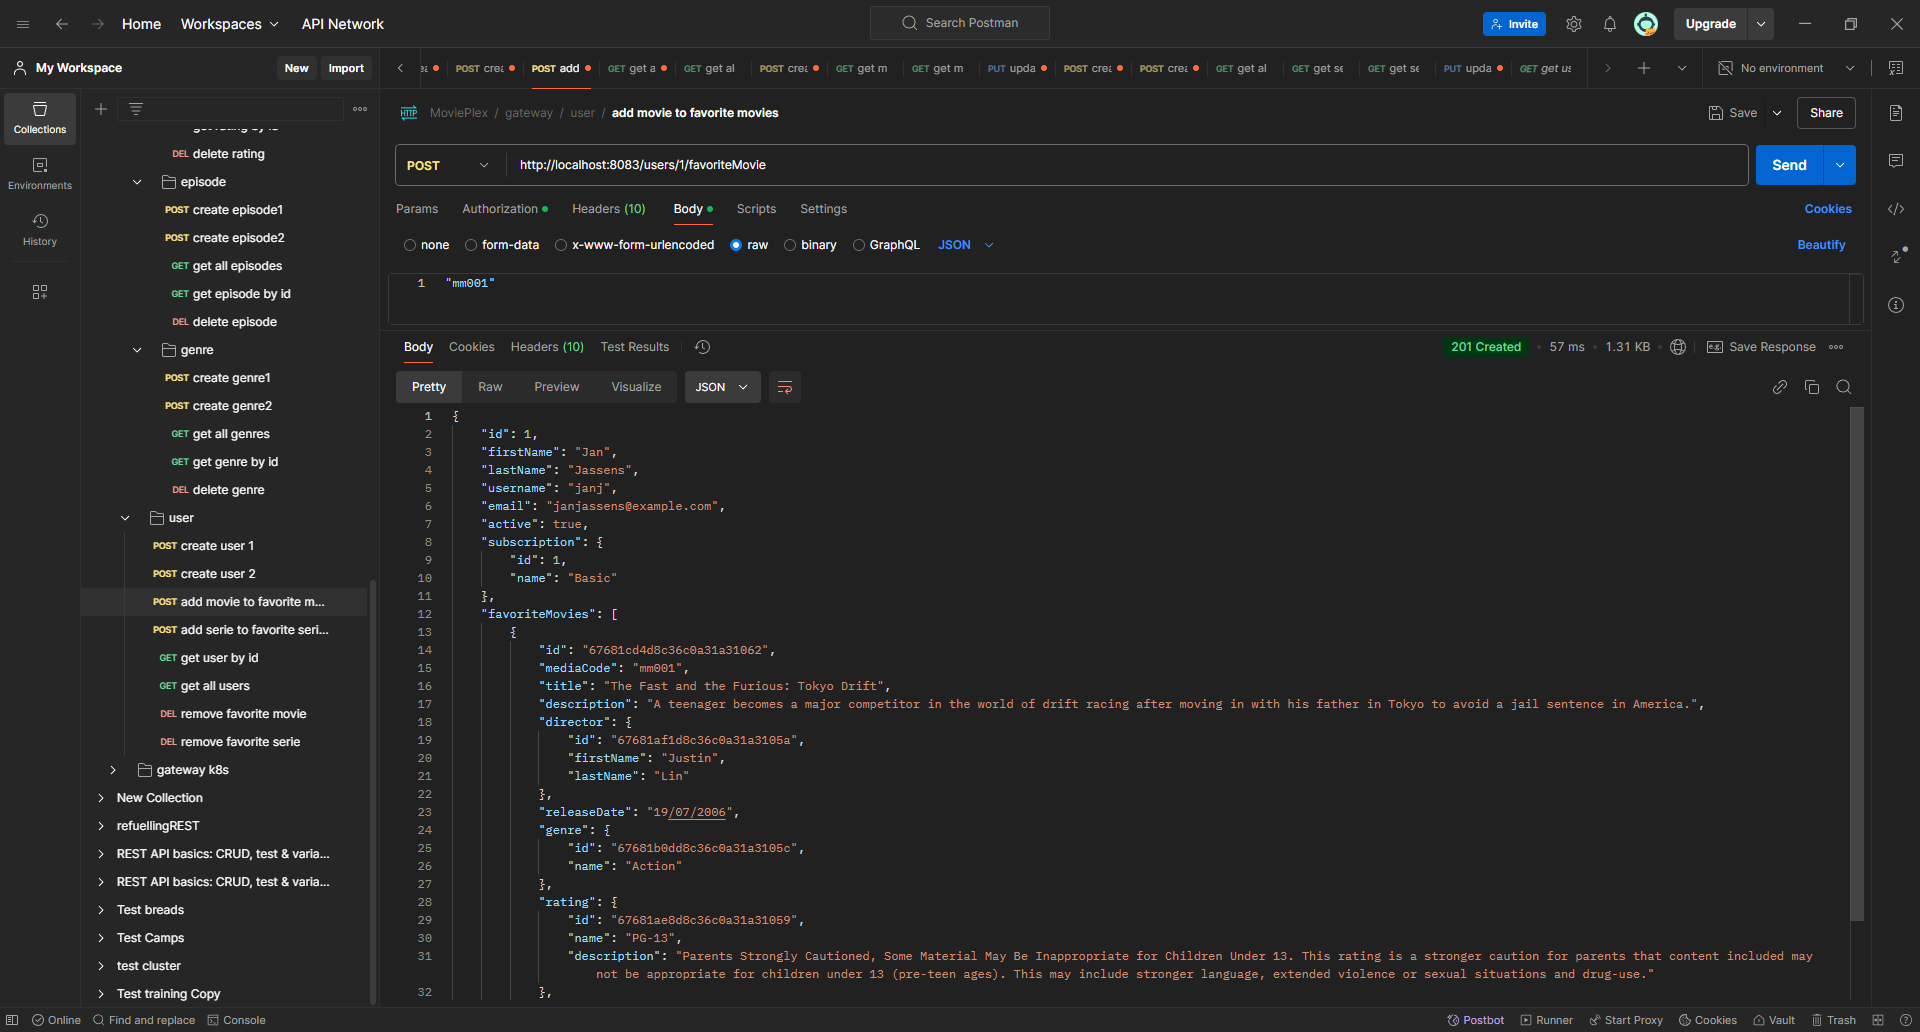 Home Workspaces API Network Search Postman Invite Upgrade
My Workspace New Import POST crea POST add GET get a GET get al POST crea GET get m GET get m PUT upda POST crea POST crea GET get al GET get se GET get se PUT upda GET get us No environment
Collections
Environments
History
get rating by id
DEL delete rating
episode
POST create episode1
POST create episode2
GET get all episodes
GET get episode by id
DEL delete episode
genre
POST create genre1
POST create genre2
GET get all genres
GET get genre by id
DEL delete genre
user
POST create user 1
POST create user 2
POST add movie to favorite m...
POST add serie to favorite seri...
GET get user by id
GET get all users
DEL remove favorite movie
DEL remove favorite serie
gateway k8s
New Collection
refuellingREST
REST API basics: CRUD, test & varia...
REST API basics: CRUD, test & varia...
Test breads
Test Camps
test cluster
Test training Copy
HTTP MoviePlex / gateway / user / add movie to favorite movies Save Share
POST http://localhost:8083/users/1/favoriteMovie Send
Params Authorization Headers (10) Body Scripts Settings Cookies
none form-data x-www-form-urlencoded raw binary GraphQL JSON Beautify
1 "mm001"
Body Cookies Headers (10) Test Results 201 Created 57 ms 1.31 KB e.g. Save Response
Pretty Raw Preview Visualize JSON
1 {
2 "id": 1,
3 "firstName": "Jan",
4 "lastName": "Jassens",
5 "username": "janj",
6 "email": "janjassens@example.com",
7 "active": true,
8 "subscription": {
9 "id": 1,
10 "name": "Basic"
11 },
12 "favoriteMovies": [
13 {
14 "id": "67681cd4d8c36c0a31a31062",
15 "mediaCode": "mm001",
16 "title": "The Fast and the Furious: Tokyo Drift",
17 "description": "A teenager becomes a major competitor in the world of drift racing after moving in with his father in Tokyo to avoid a jail sentence in America.",
18 "director": {
19 "id": "67681af1d8c36c0a31a3105a",
20 "firstName": "Justin",
21 "lastName": "Lin"
22 },
23 "releaseDate": "19/07/2006",
24 "genre": {
25 "id": "67681b0dd8c36c0a31a3105c",
26 "name": "Action"
27 },
28 "rating": {
29 "id": "67681ae8d8c36c0a31a31059",
30 "name": "PG-13",
31 "description": "Parents Strongly Cautioned, Some Material May Be Inappropriate for Children Under 13. This rating is a stronger caution for parents that content included may
not be appropriate for children under 13 (pre-teen ages). This may include stronger language, extended violence or sexual situations and drug-use."
32 },
Online Find and replace Console Postbot Runner Start Proxy Cookies Vault Trash